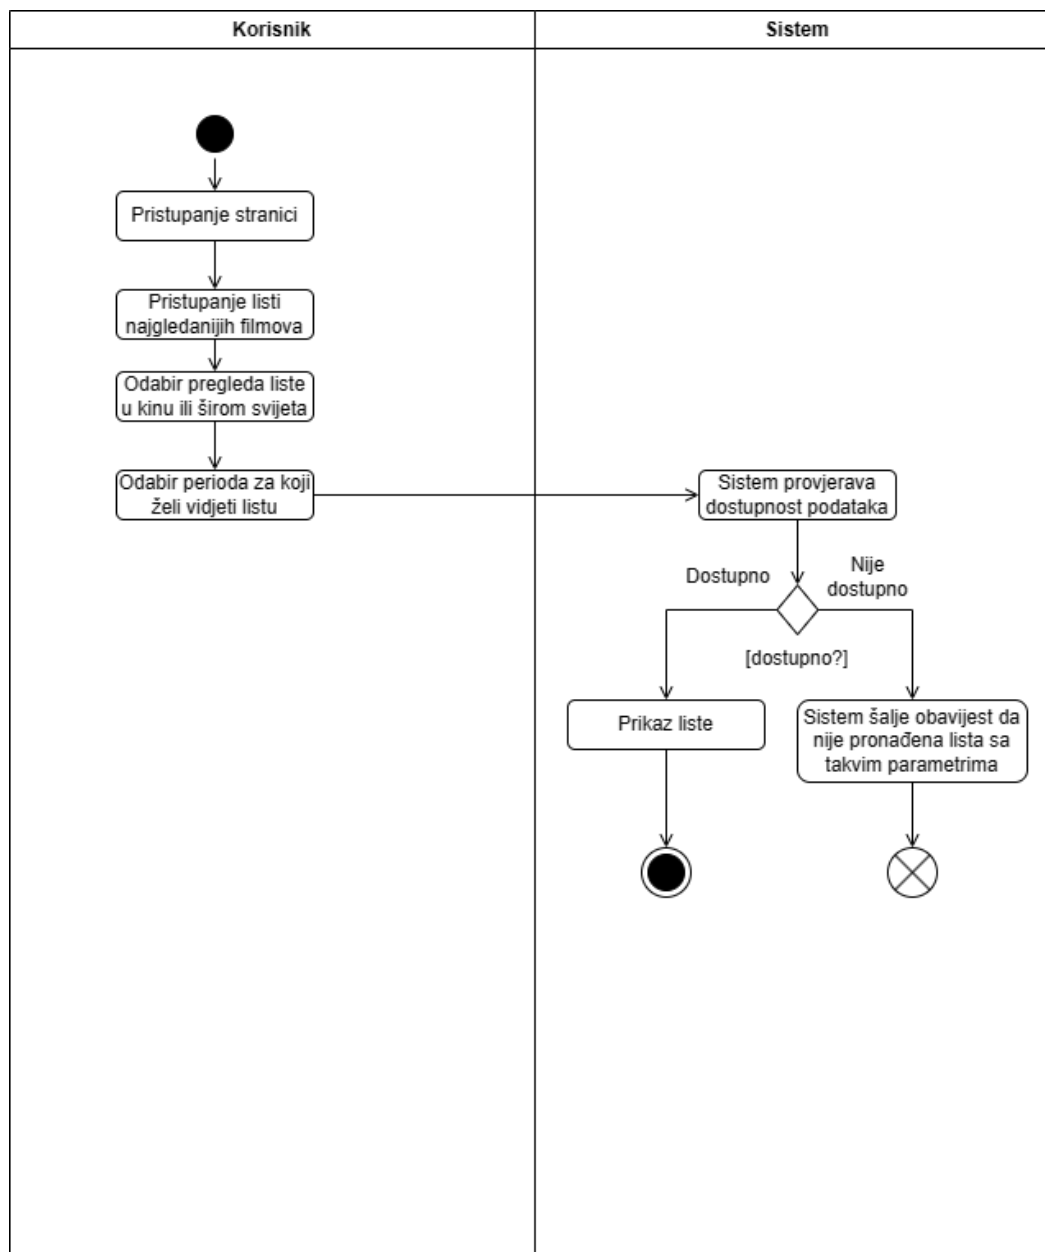 Korisnik
Sistem
Pristupanje stranici
Pristupanje listi
najgledanijih filmova
Odabir pregleda liste
u kinu ili širom svijeta
Odabir perioda za koji
želi vidjeti listu
Sistem provjerava
dostupnost podataka
Dostupno
Nije
dostupno
[dostupno?]
Prikaz liste
Sistem šalje obavijest da
nije pronađena lista sa
takvim parametrima